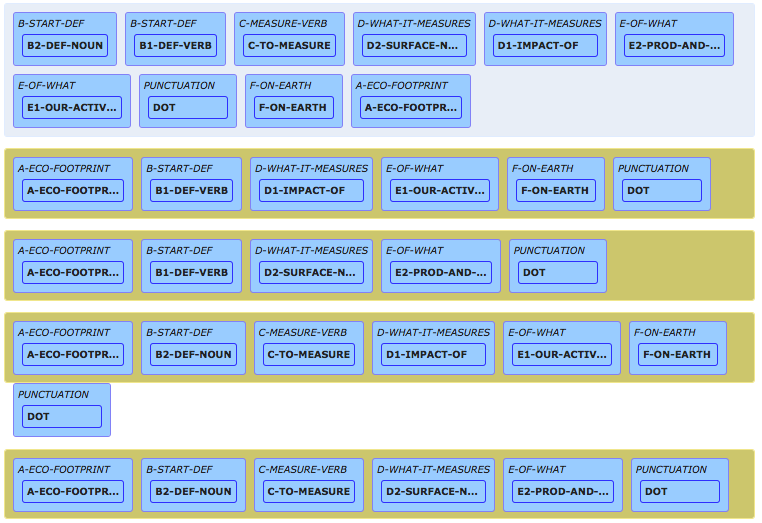 B-START-DEF B-START-DEF C-MEASURE-VERB D-WHAT-IT-MEASURES D-WHAT-IT-MEASURES E-OF-WHAT
B2-DEF-NOUN B1-DEF-VERB C-TO-MEASURE D2-SURFACE-N... D1-IMPACT-OF E2-PROD-AND-...
E-OF-WHAT PUNCTUATION F-ON-EARTH A-ECO-FOOTPRINT
E1-OUR-ACTIV... DOT F-ON-EARTH A-ECO-FOOTPR...
A-ECO-FOOTPRINT B-START-DEF D-WHAT-IT-MEASURES E-OF-WHAT F-ON-EARTH PUNCTUATION
A-ECO-FOOTPR... B1-DEF-VERB D1-IMPACT-OF E1-OUR-ACTIV... F-ON-EARTH DOT
A-ECO-FOOTPRINT B-START-DEF D-WHAT-IT-MEASURES E-OF-WHAT PUNCTUATION
A-ECO-FOOTPR... B1-DEF-VERB D2-SURFACE-N... E2-PROD-AND-... DOT
A-ECO-FOOTPRINT B-START-DEF C-MEASURE-VERB D-WHAT-IT-MEASURES E-OF-WHAT F-ON-EARTH
A-ECO-FOOTPR... B2-DEF-NOUN C-TO-MEASURE D1-IMPACT-OF E1-OUR-ACTIV... F-ON-EARTH
PUNCTUATION
DOT
A-ECO-FOOTPRINT B-START-DEF C-MEASURE-VERB D-WHAT-IT-MEASURES E-OF-WHAT PUNCTUATION
A-ECO-FOOTPR... B2-DEF-NOUN C-TO-MEASURE D2-SURFACE-N... E2-PROD-AND-... DOT